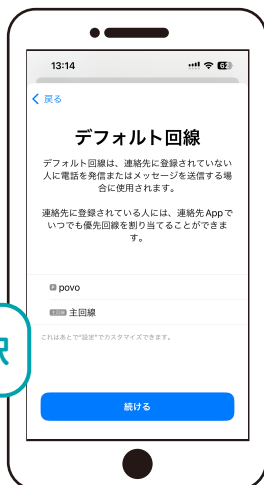 13:14
戻る
デフォルト回線
デフォルト回線は、連絡先に登録されていない
人に電話を発信またはメッセージを送信する場
合に使用されます。
連絡先に登録されている人には、連絡先Appで
いつでも優先回線を割り当てることができま
す。
povo
主回線
これはあとで"設定"でカスタマイズできます。
続ける